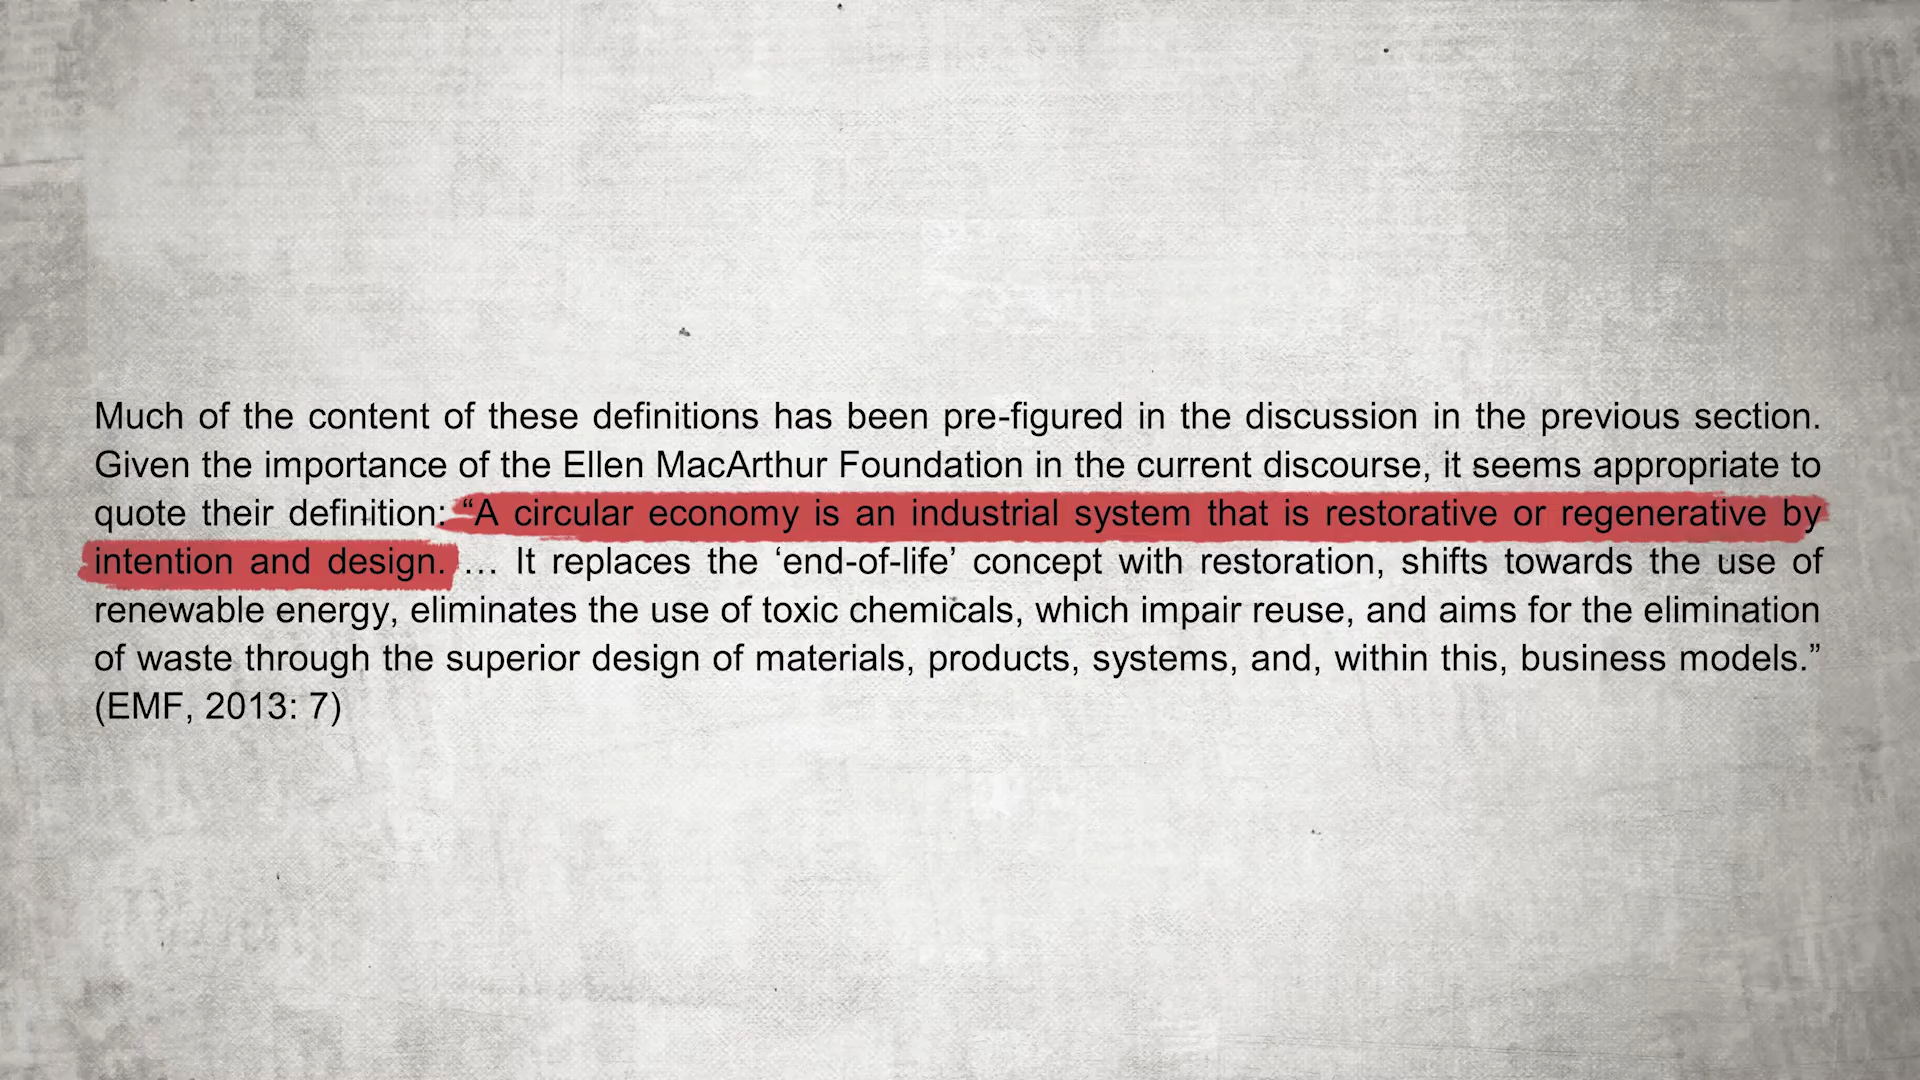 Much of the content of these definitions has been pre-figured in the discussion in the previous section.
Given the importance of the Ellen MacArthur Foundation in the current discourse, it seems appropriate to
quote their definition: “A circular economy is an industrial system that is restorative or regenerative by
intention and design. … It replaces the ‘end-of-life’ concept with restoration, shifts towards the use of
renewable energy, eliminates the use of toxic chemicals, which impair reuse, and aims for the elimination
of waste through the superior design of materials, products, systems, and, within this, business models.”
(EMF, 2013: 7)